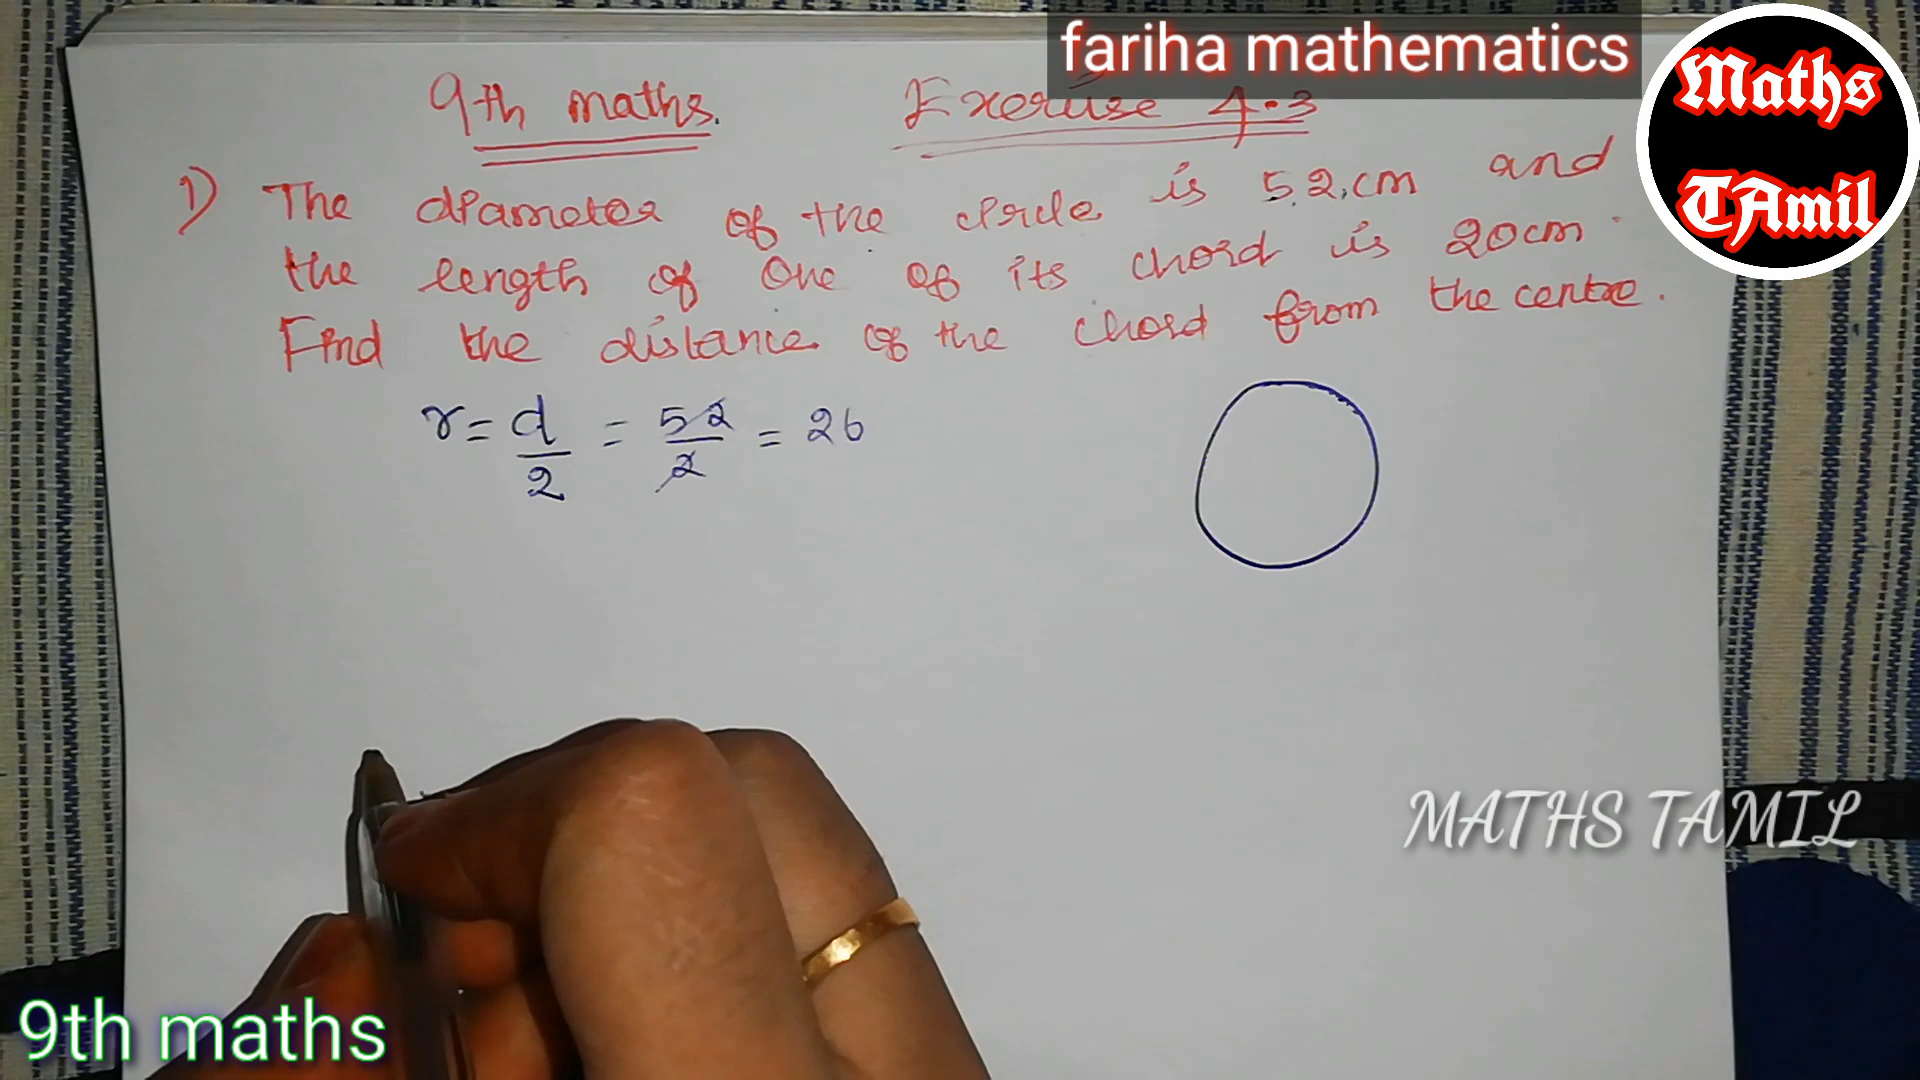 fariha mathematics
Maths
TAmil
9th maths.
Exercise 4.3
1) The diameter of the circle is 52.cm and
the length of one of its chord is 20cm.
Find the distance of the chord from the centre.
r = d/2 = 52/2 = 26
MATHS TAMIL
9th maths